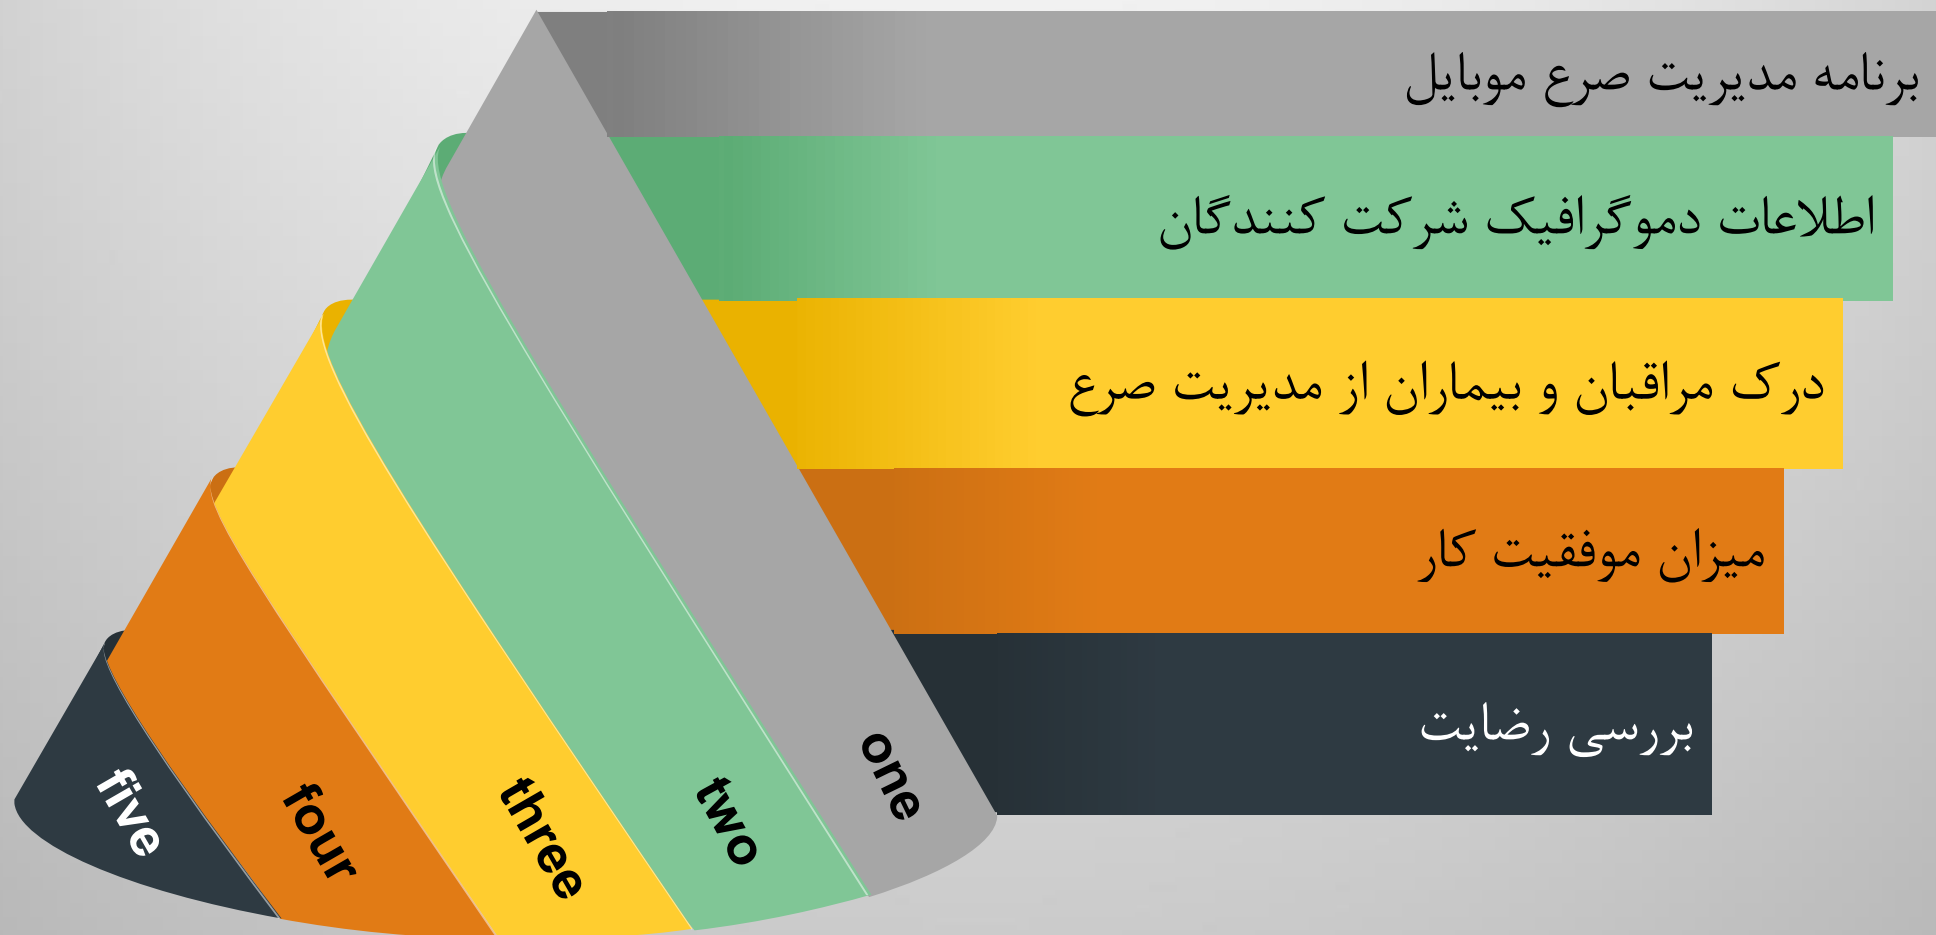 برنامه مدیریت صرع موبایل
اطلاعات دموگرافیک شرکت کنندگان
درک مراقبان و بیماران از مدیریت صرع
میزان موفقیت کار
بررسی رضایت
one
two
three
four
five